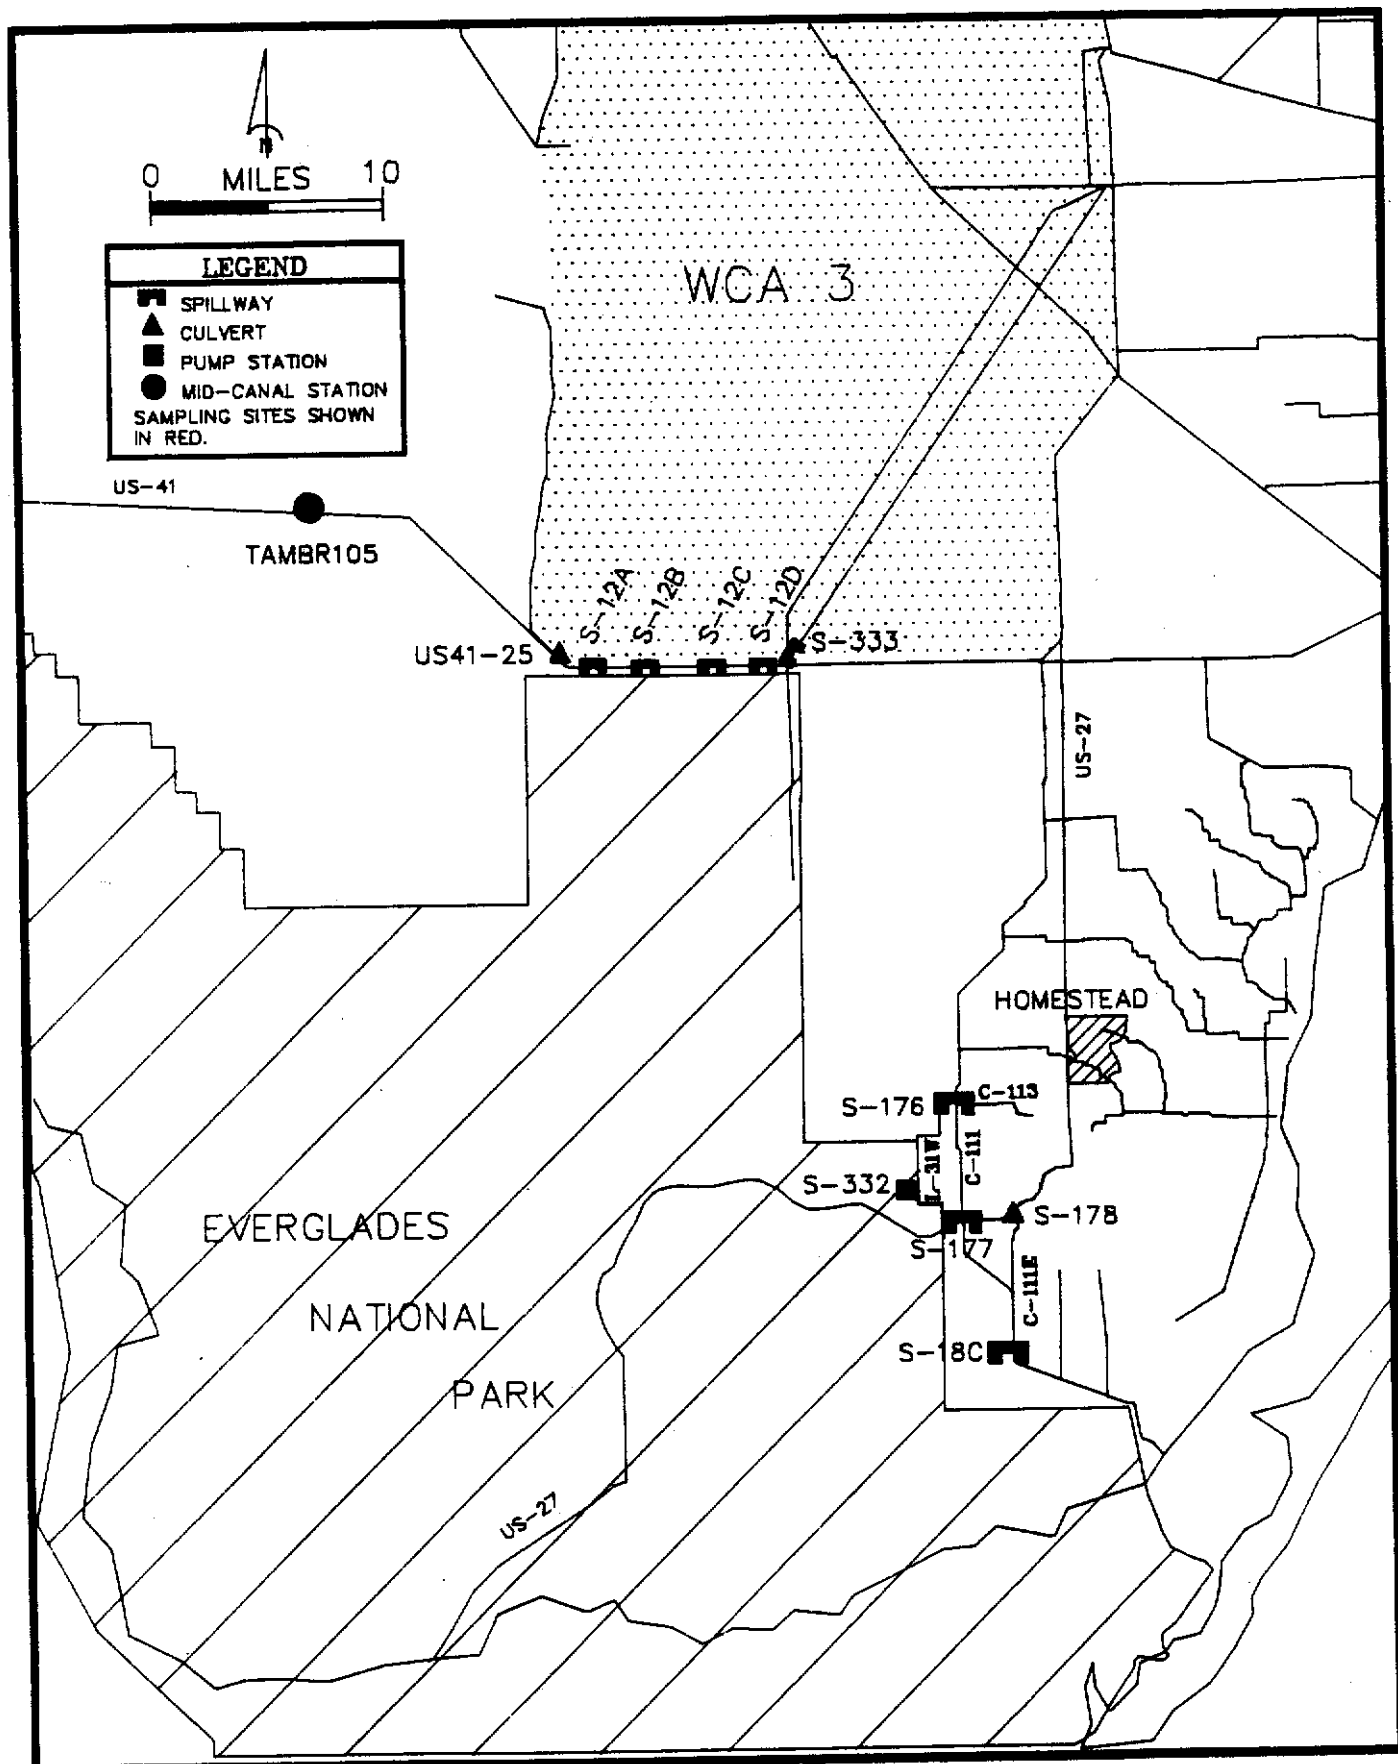 N
0 10
MILES
LEGEND
SPILLWAY
CULVERT
PUMP STATION
MID-CANAL STATION
SAMPLING SITES SHOWN
IN RED.
WCA 3
US-41
TAMBR105
S-12A
S-12B
S-12C
S-12D
US41-25
S-333
US-27
HOMESTEAD
S-176
C-113
L-31W
C-111
S-332
S-178
S-177
C-111E
S-18C
EVERGLADES
NATIONAL
PARK
US-27